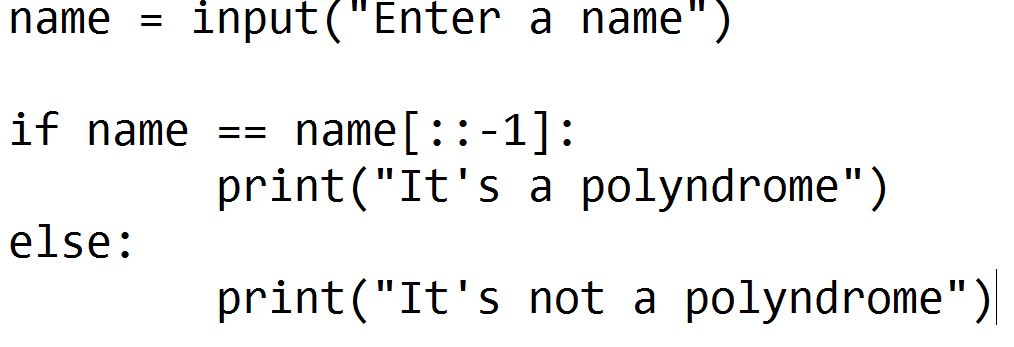 name = input("Enter a name")
if name == name[::-1]:
print("It's a polyndrome")
else:
print("It's not a polyndrome")